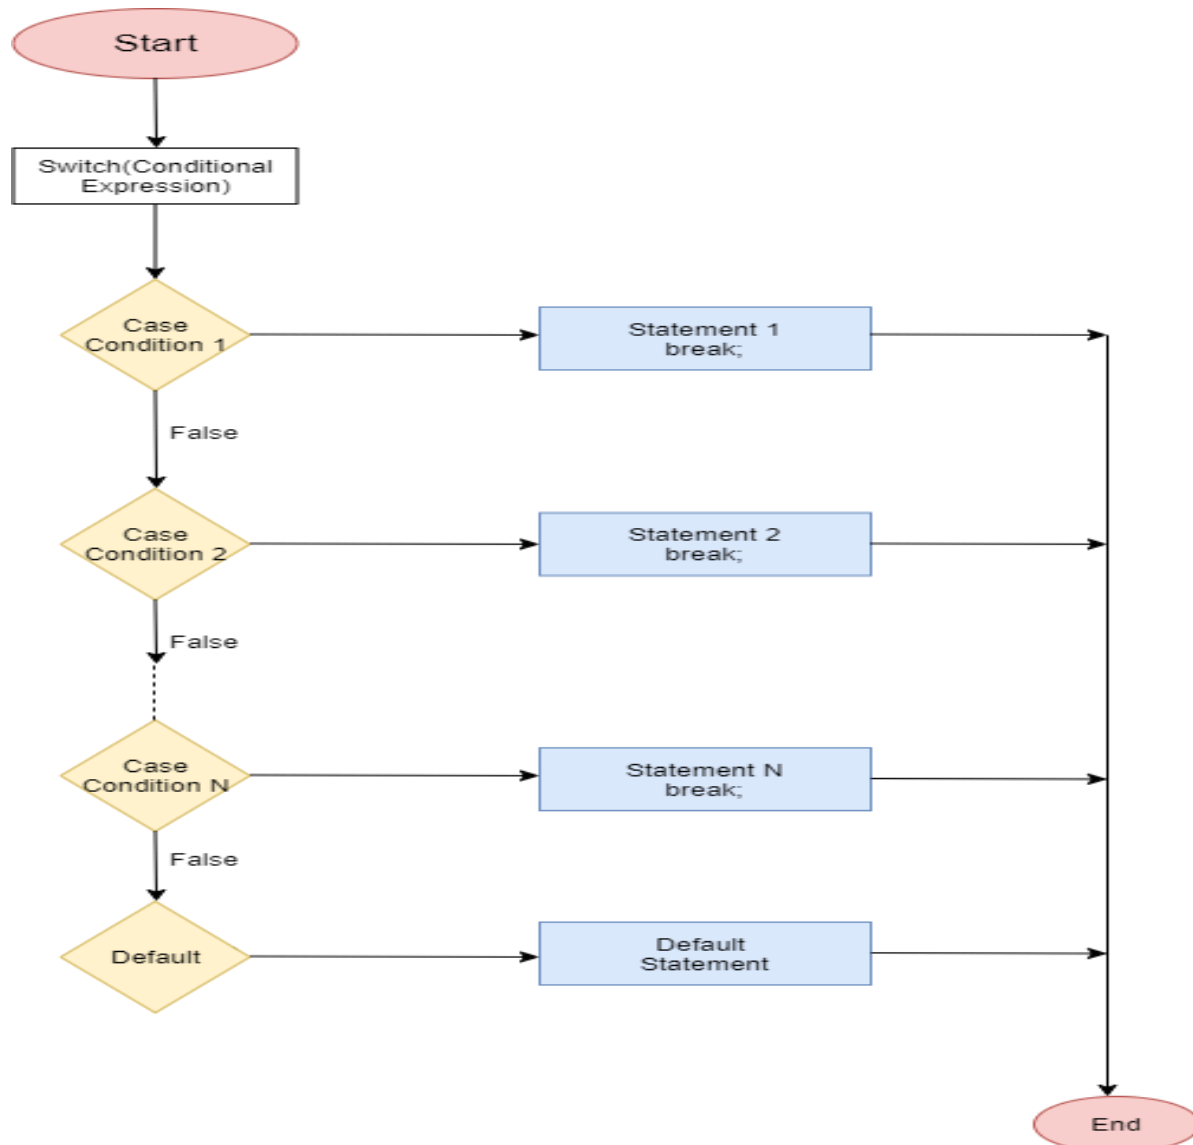 Start
Switch(Conditional
Expression)
Case
Condition 1
Statement 1
break;
False
Case
Condition 2
Statement 2
break;
False
Case
Condition N
Statement N
break;
False
Default
Default
Statement
End